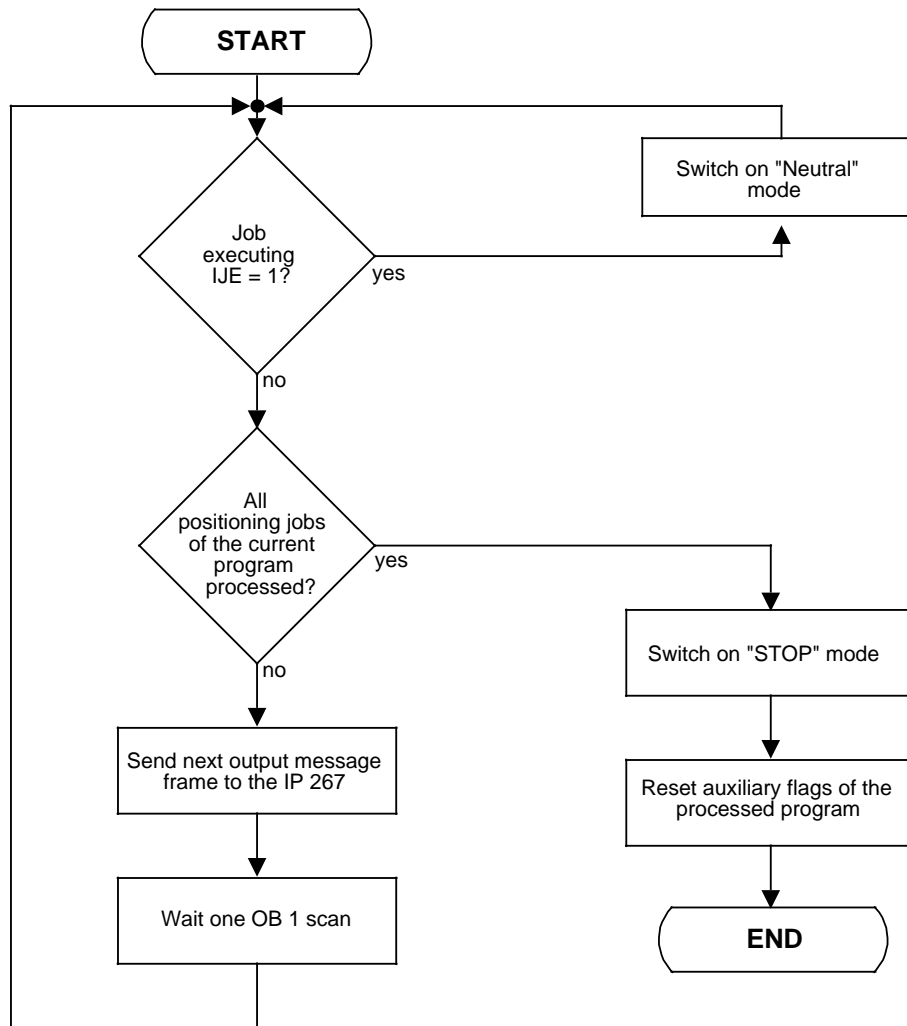 START
Switch on "Neutral"
mode
Job
executing
IJE = 1?
yes
no
All
positioning jobs
of the current
program
processed?
yes
no
Switch on "STOP" mode
Send next output message
frame to the IP 267
Reset auxiliary flags of the
processed program
Wait one OB 1 scan
END